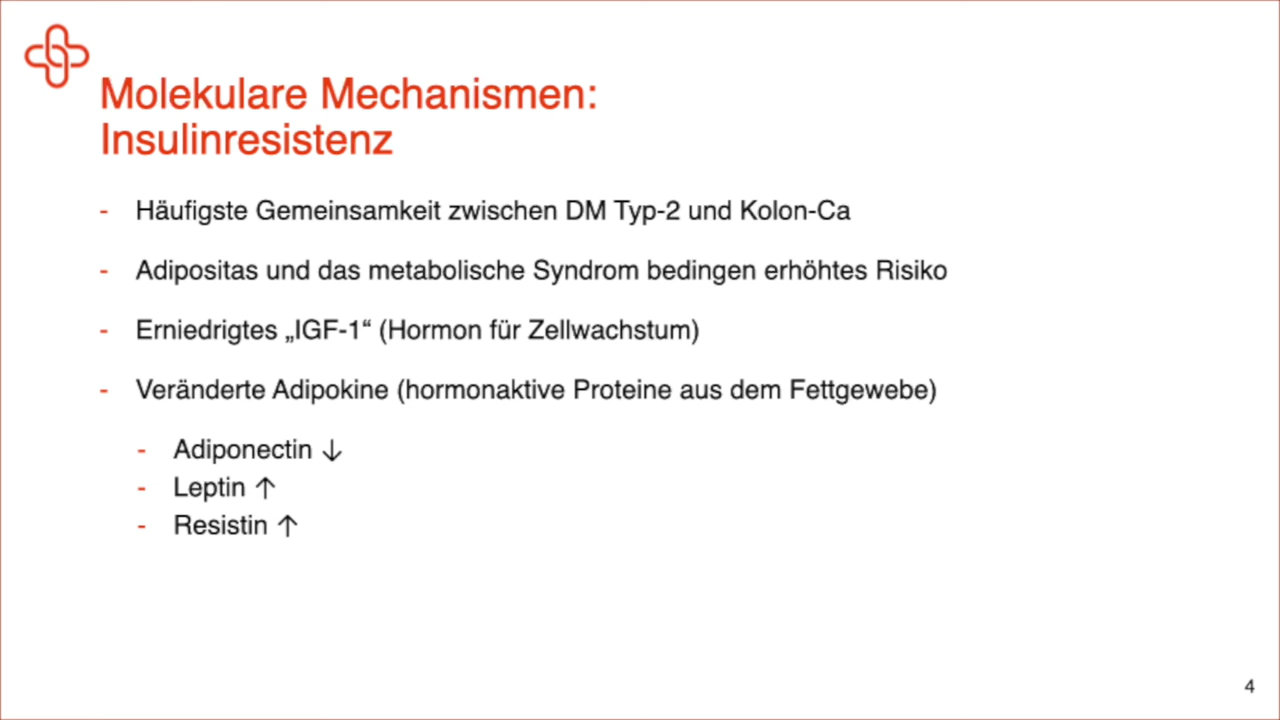 Molekulare Mechanismen:
Insulinresistenz
- Häufigste Gemeinsamkeit zwischen DM Typ-2 und Kolon-Ca
- Adipositas und das metabolische Syndrom bedingen erhöhtes Risiko
- Erniedrigtes „IGF-1“ (Hormon für Zellwachstum)
- Veränderte Adipokine (hormonaktive Proteine aus dem Fettgewebe)
- Adiponectin ↓
- Leptin ↑
- Resistin ↑
4